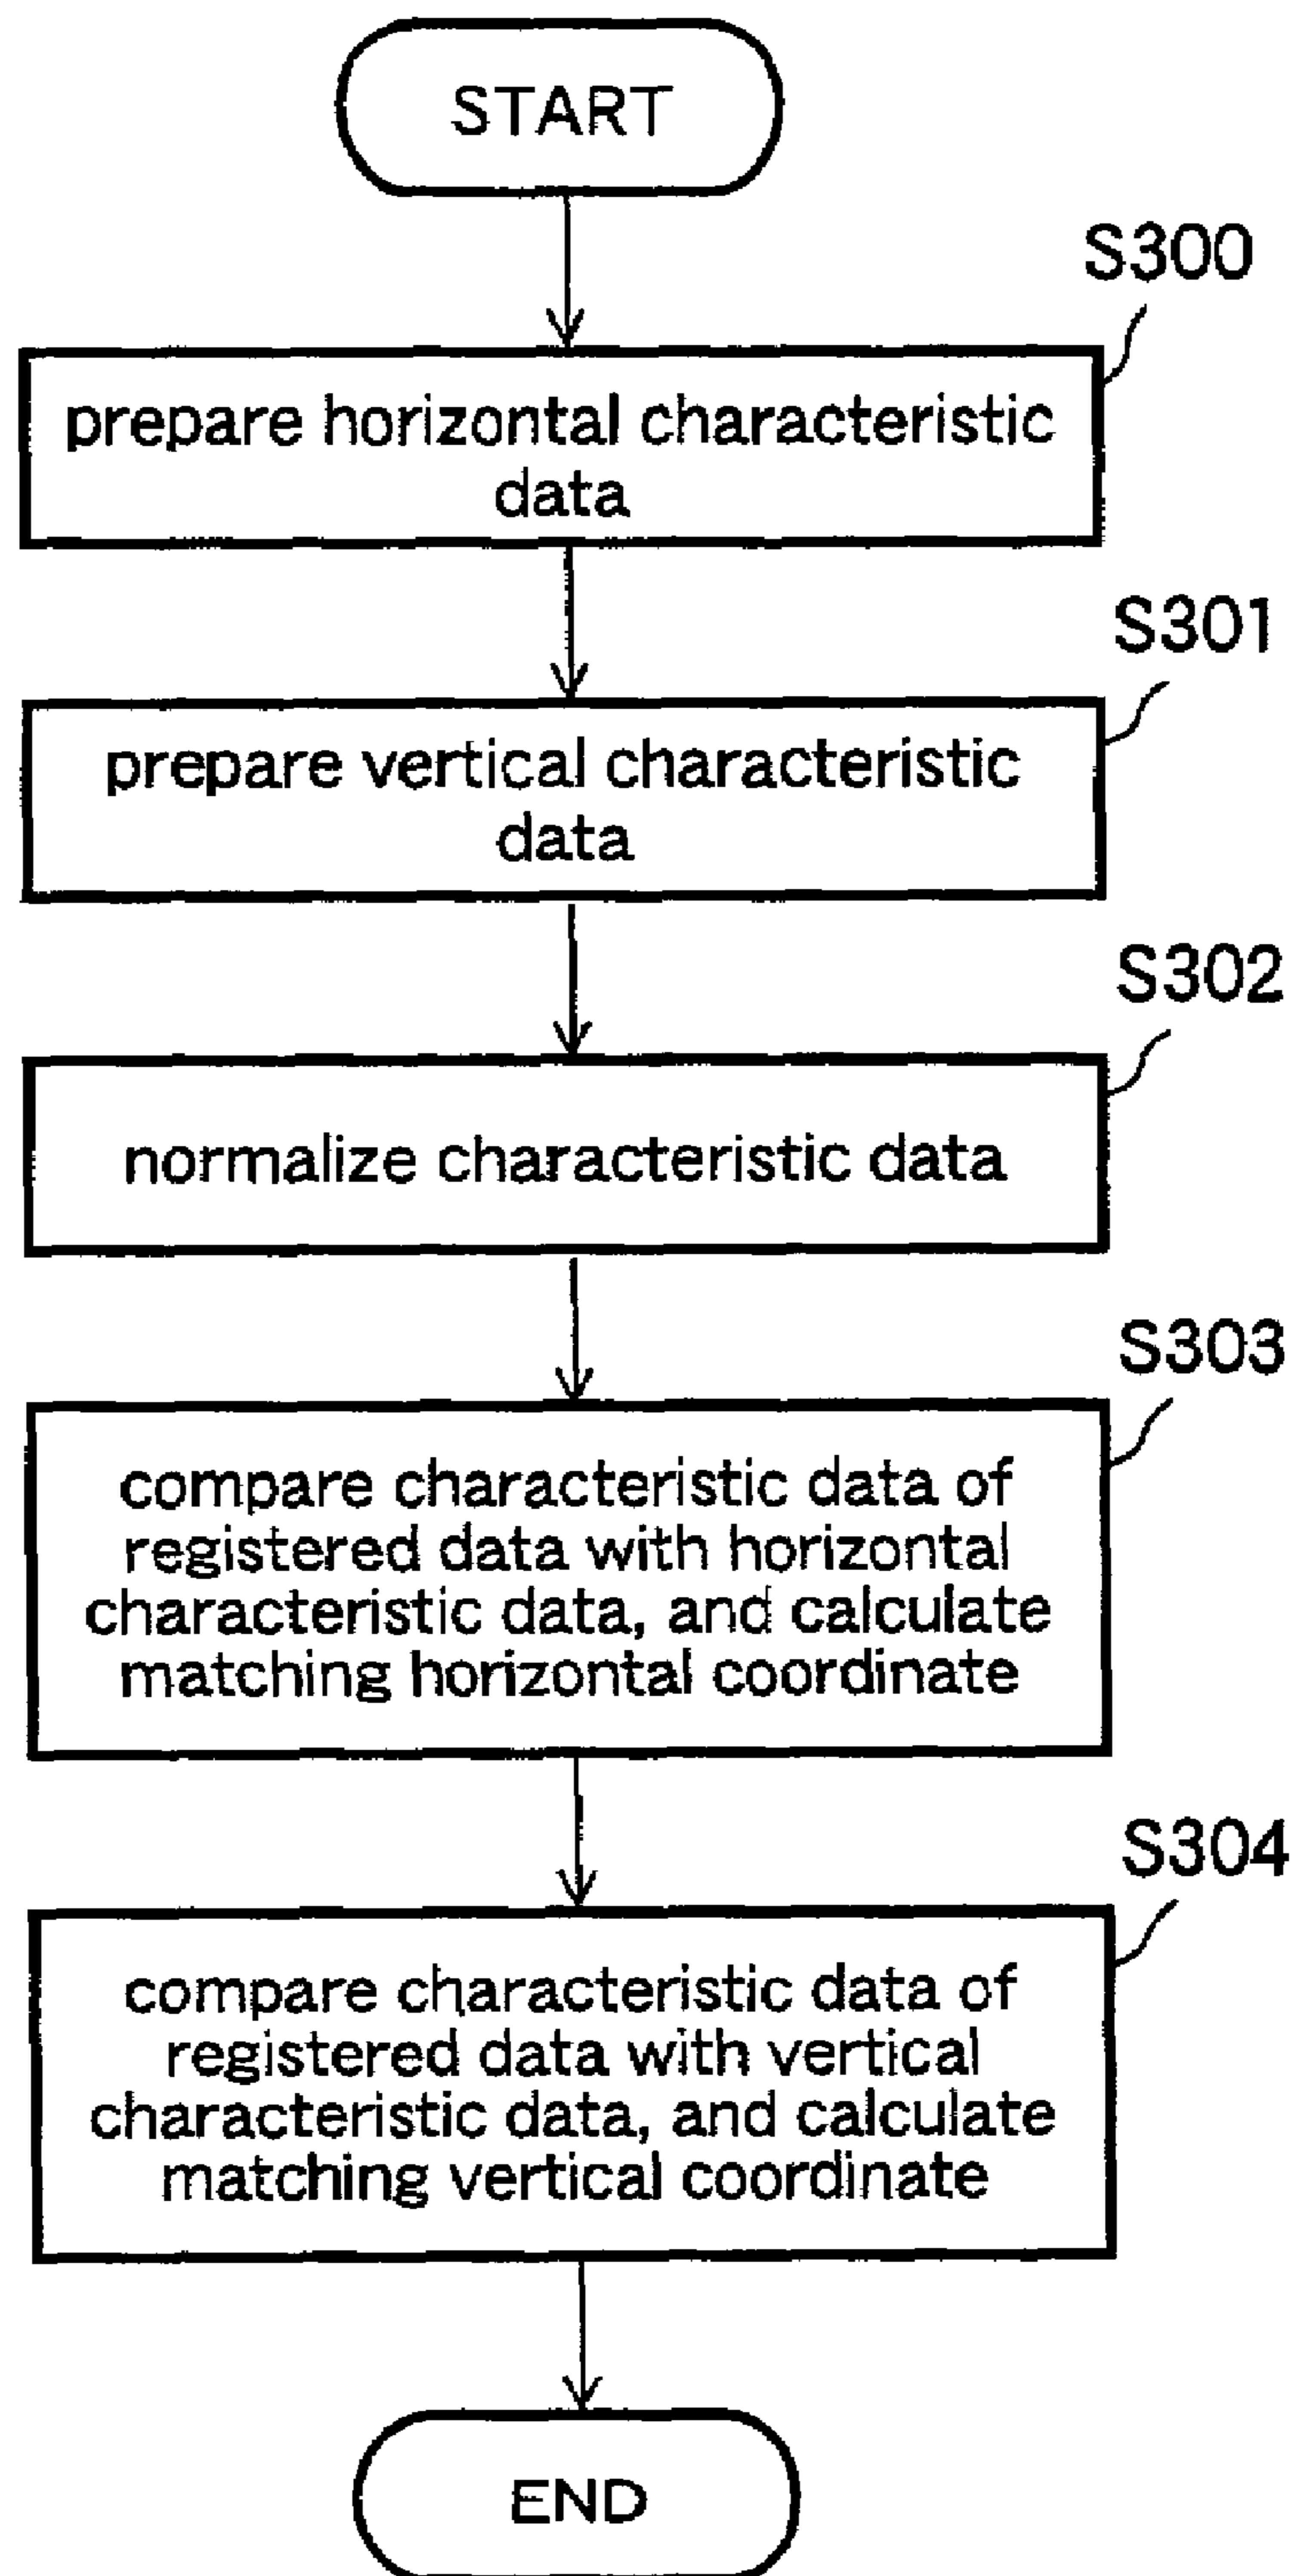 START
S300
prepare horizontal characteristic
data
S301
prepare vertical characteristic
data
S302
normalize characteristic data
S303
compare characteristic data of
registered data with horizontal
characteristic data, and calculate
matching horizontal coordinate
S304
compare characteristic data of
registered data with vertical
characteristic data, and calculate
matching vertical coordinate
END